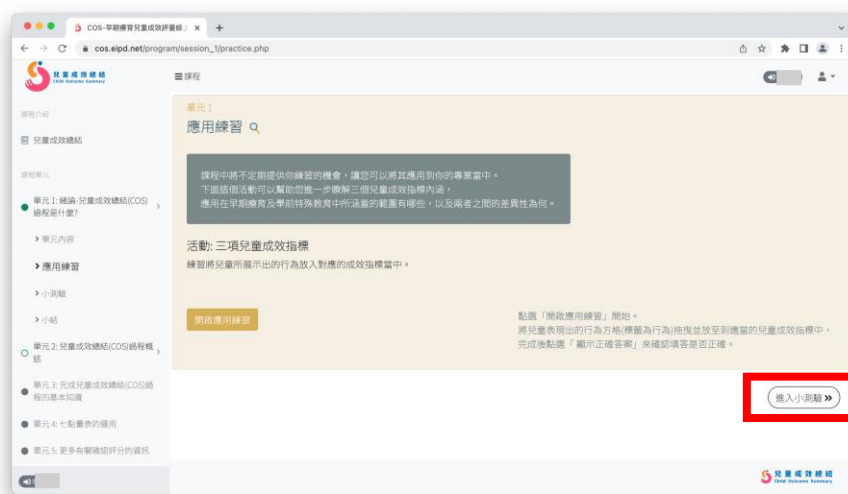 COS-早期療育兒童成效評量線上
cos.eipd.net/program/session_1/practice.php
兒童成效總結
Child Outcome Summary
課程
課程介紹
兒童成效總結
課程單元
單元 1: 緒論-兒童成效總結(COS)
過程是什麼?
單元內容
應用練習
小測驗
小結
單元 2: 兒童成效總結(COS)過程概
述
單元 3: 完成兒童成效總結(COS)過
程的基本知識
單元 4: 七點量表的運用
單元 5: 更多有關確認評分的資訊
單元 1
應用練習
課程中將不定期提供你練習的機會，讓您可以將其應用到你的專業當中。
下面這個活動可以幫助您進一步瞭解三個兒童成效指標內涵，
應用在早期療育及學前特殊教育中所涵蓋的範圍有哪些，以及兩者之間的差異性為何。
活動: 三項兒童成效指標
練習將兒童所展示出的行為放入對應的成效指標當中。
開啟應用練習
點選「開啟應用練習」開始。
將兒童表現出的行為方格(標籤為行為)拖曳並放至到適當的兒童成效指標中，
完成後點選「 顯示正確答案」來確認填答是否正確。
進入小測驗 »
兒童成效總結
Child Outcome Summary